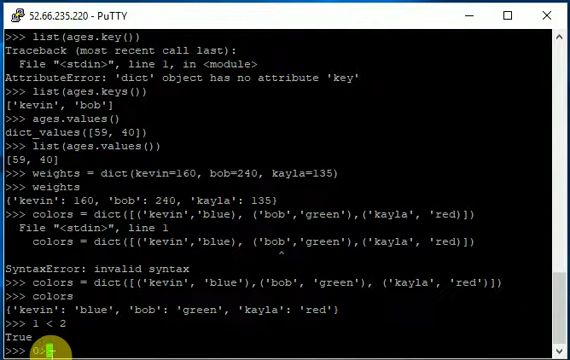 52.66.235.220 - PuTTY
>>> list(ages.key())
Traceback (most recent call last):
  File "<stdin>", line 1, in <module>
AttributeError: 'dict' object has no attribute 'key'
>>> list(ages.keys())
['kevin', 'bob']
>>> ages.values()
dict_values([59, 40])
>>> list(ages.values())
[59, 40]
>>> weights = dict(kevin=160, bob=240, kayla=135)
>>> weights
{'kevin': 160, 'bob': 240, 'kayla': 135}
>>> colors = dict([('kevin',blue), ('bob','green'),('kayla', 'red)])
  File "<stdin>", line 1
    colors = dict([('kevin',blue), ('bob','green'),('kayla', 'red)])
                                                   ^
SyntaxError: invalid syntax
>>> colors = dict([('kevin', 'blue'),('bob', 'green'), ('kayla', 'red')])
>>> colors
{'kevin': 'blue', 'bob': 'green', 'kayla': 'red'}
>>> 1 < 2
True
>>> 0